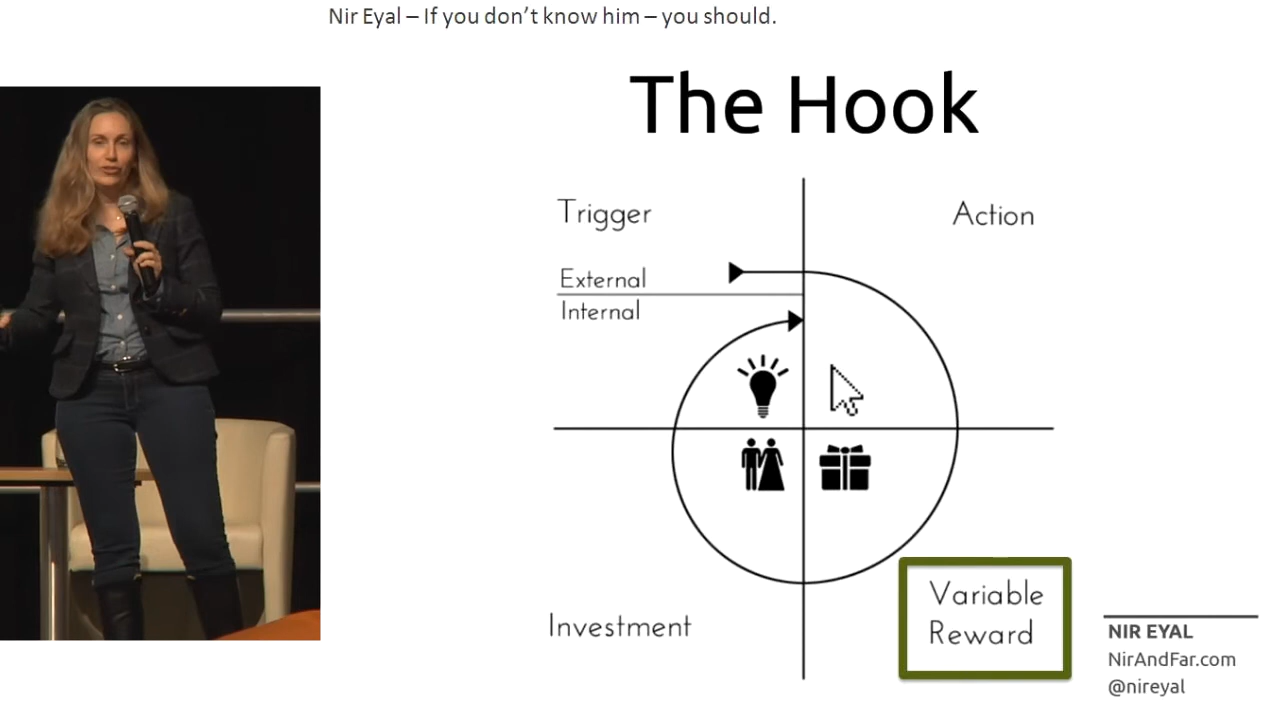 Nir Eyal – If you don't know him – you should.
The Hook
Trigger
Action
External
Internal
Investment
Variable
Reward
NIR EYAL
NirAndFar.com
@nireyal